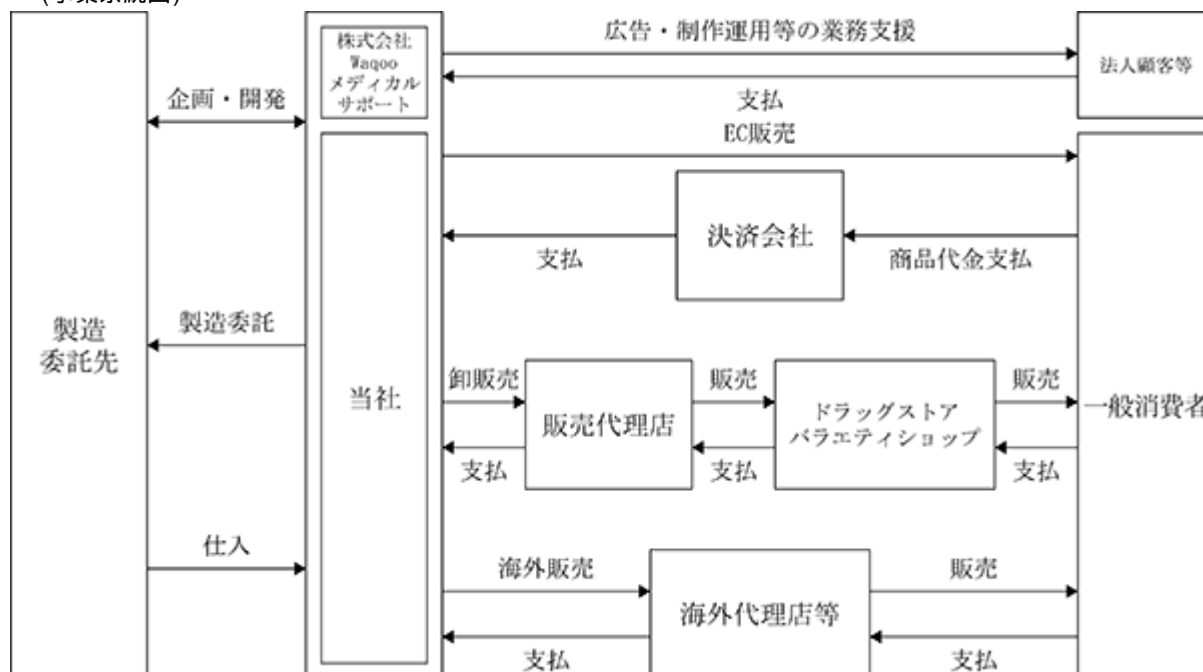 (事業系統図)
株式会社
Waqoo
メディカル
サポート
広告・制作運用等の業務支援
法人顧客等
支払
企画・開発
EC販売
決済会社
支払
商品代金支払
製造
委託先
製造委託
当社
卸販売
販売代理店
販売
ドラッグストア
バラエティショップ
販売
一般消費者
支払
支払
支払
仕入
海外販売
海外代理店等
販売
支払
支払